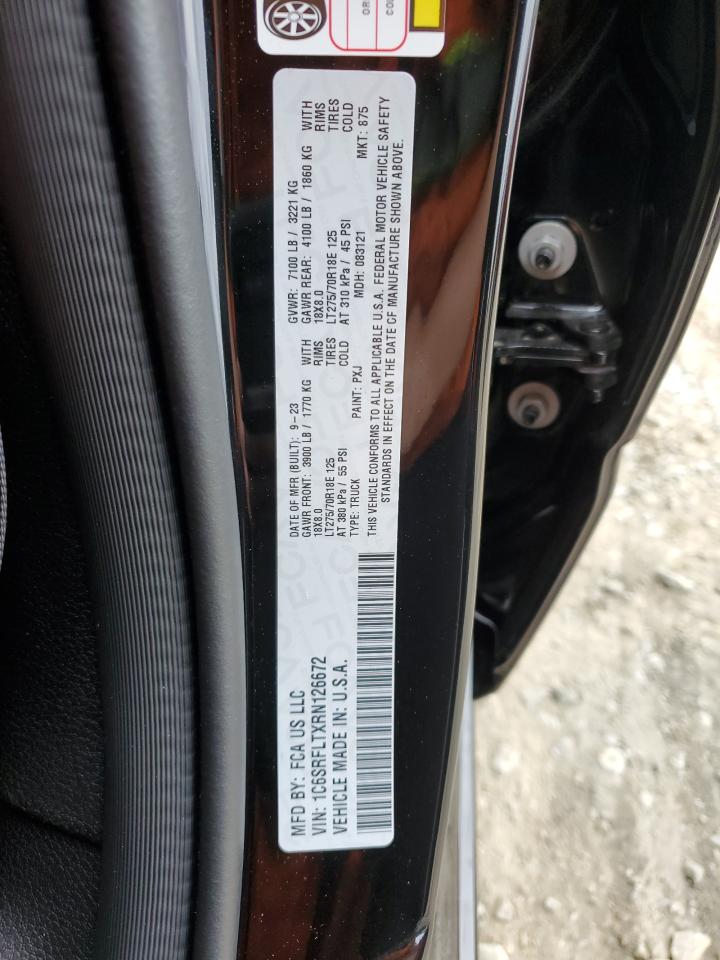 OR
CO
MFD BY: FCA US LLC
VIN: 1C6SRFLTXRN126672
VEHICLE MADE IN: U.S.A.
DATE OF MFR (BUILT): 9-23 GVWR: 7100 LB / 3221 KG
GAWR FRONT: 3900 LB / 1770 KG WITH GAWR REAR: 4100 LB / 1860 KG WITH
18X8.0 RIMS 18X8.0 RIMS
LT275/70R18E 125 TIRES LT275/70R18E 125 TIRES
AT 380 kPa / 55 PSI COLD AT 310 kPa / 45 PSI COLD
TYPE: TRUCK PAINT: PXJ MDH: 083121 MKT: 875
THIS VEHICLE CONFORMS TO ALL APPLICABLE U.S.A. FEDERAL MOTOR VEHICLE SAFETY
STANDARDS IN EFFECT ON THE DATE OF MANUFACTURE SHOWN ABOVE.